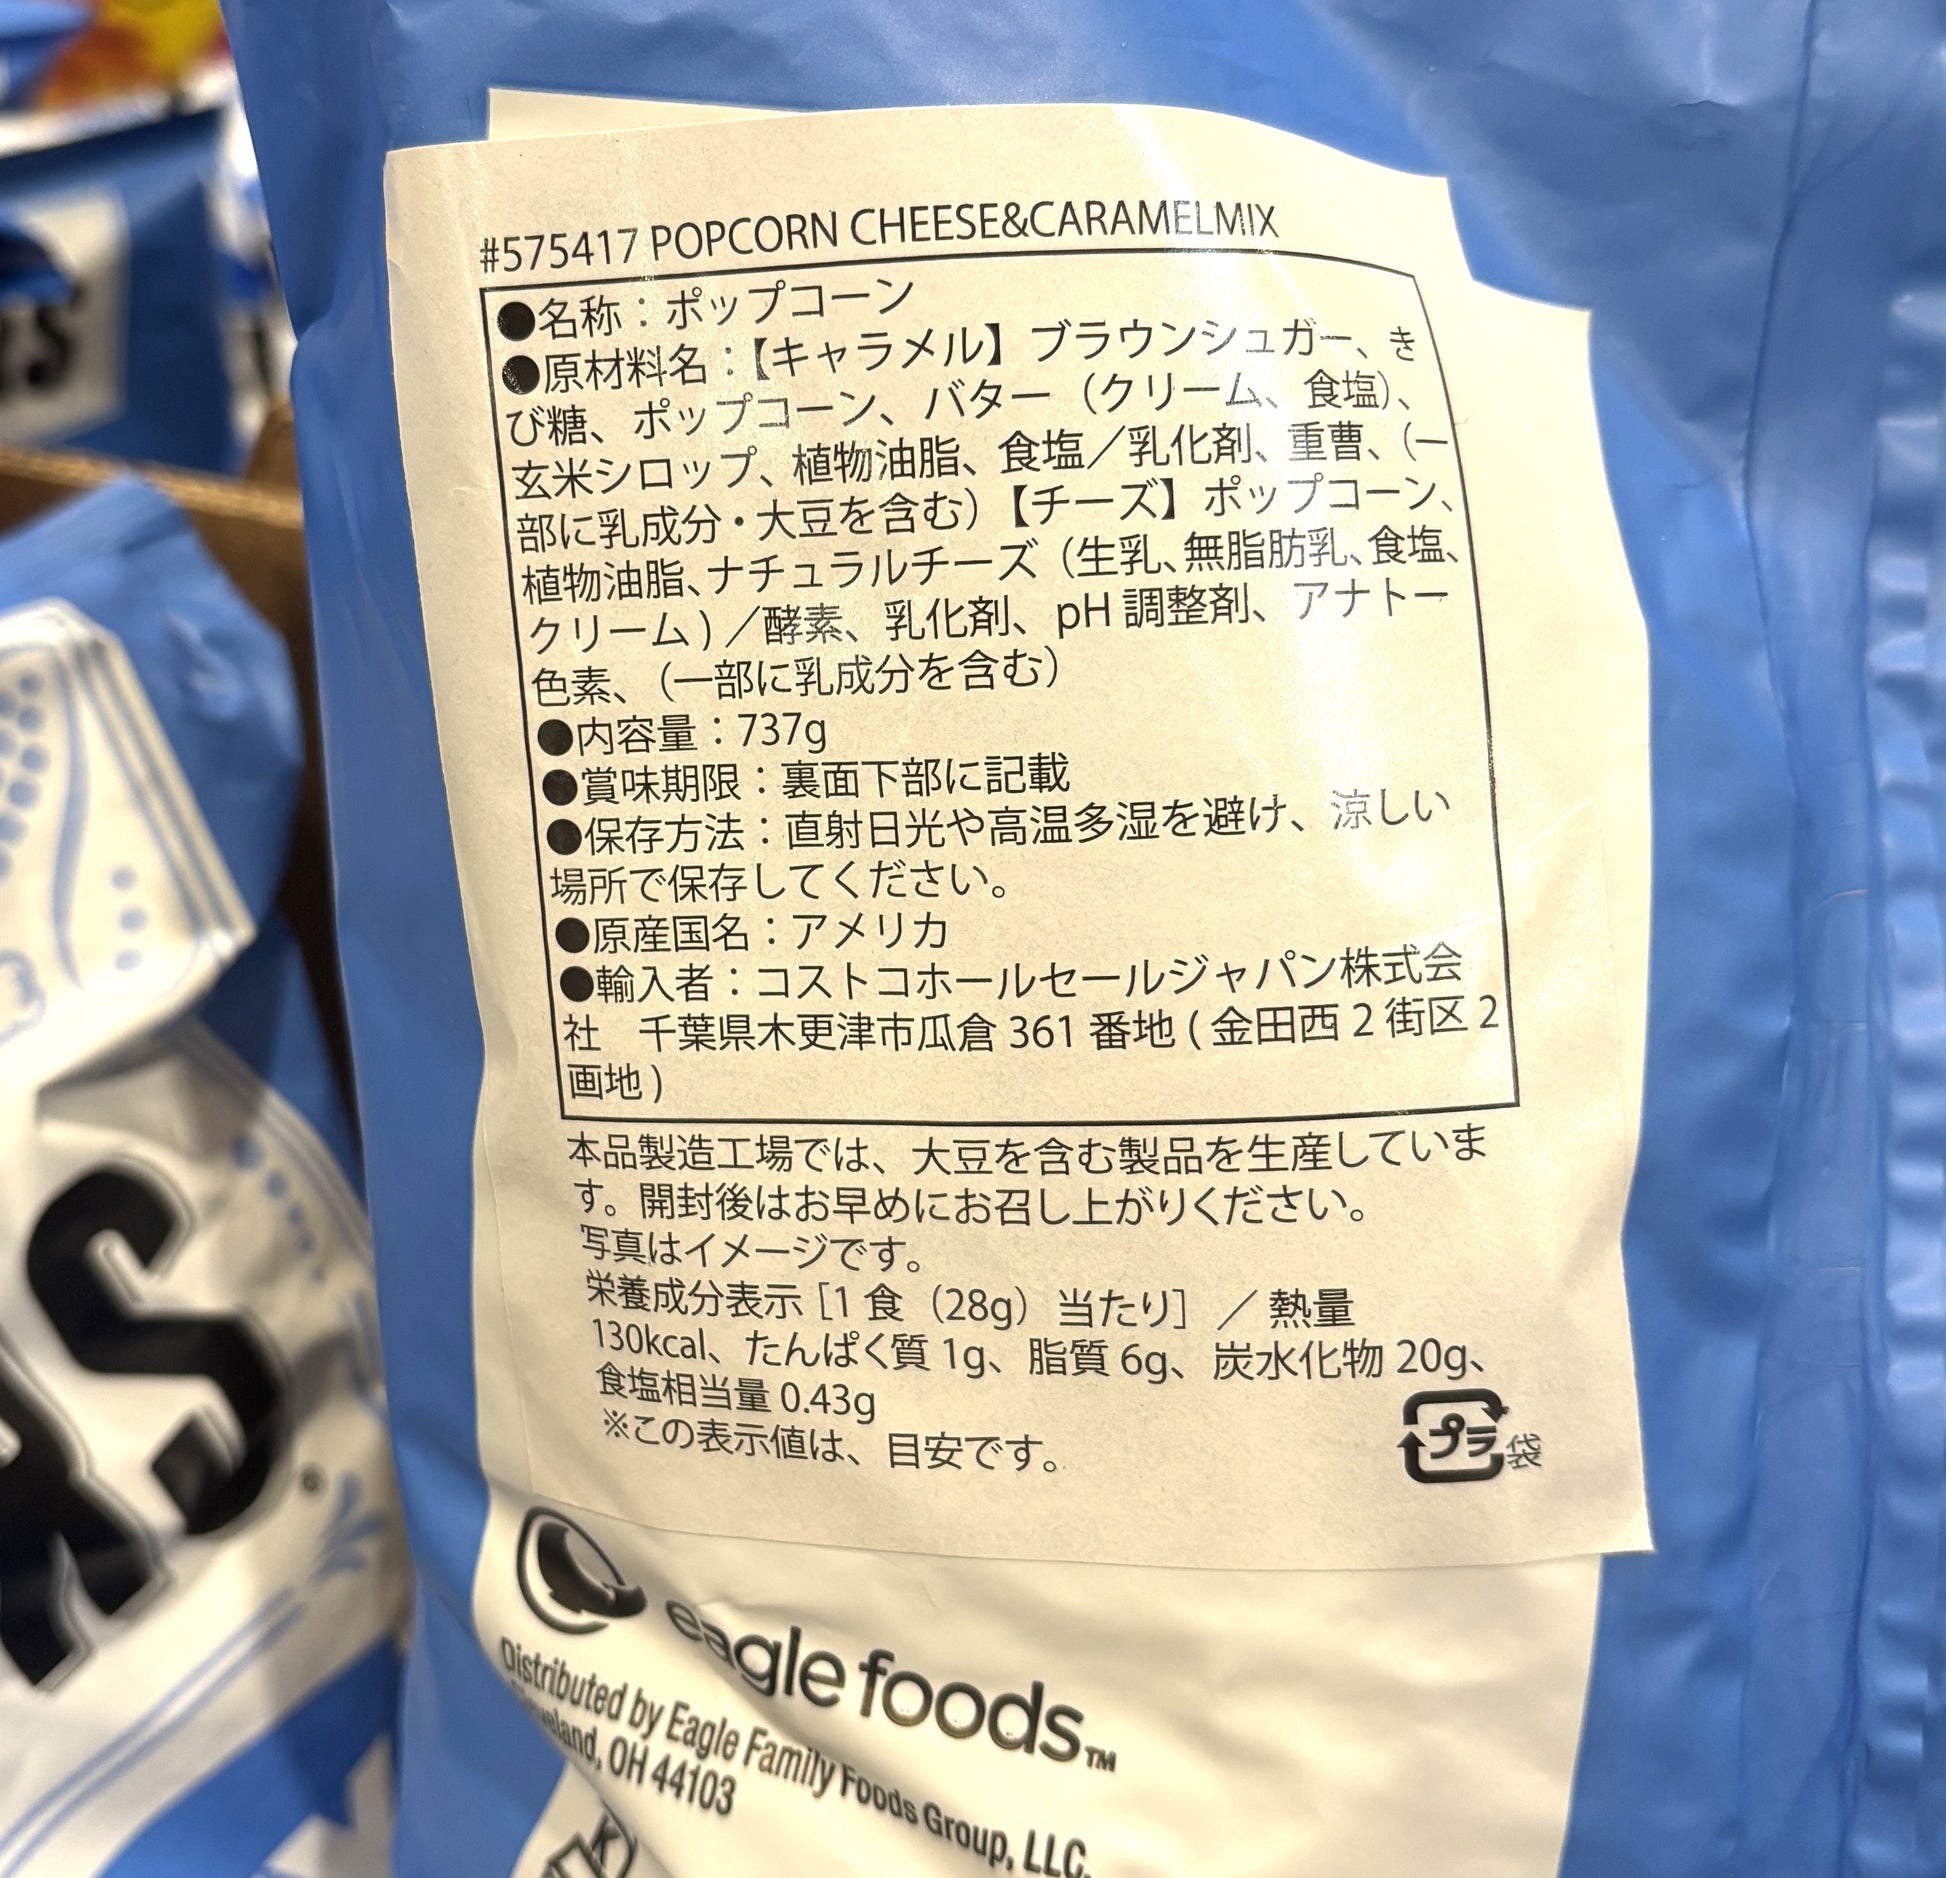 #575417 POPCORN CHEESE&CARAMELMIX
●名称：ポップコーン
●原材料名：【キャラメル】ブラウンシュガー、き
び糖、ポップコーン、バター（クリーム、食塩）、
玄米シロップ、植物油脂、食塩／乳化剤、重曹、（一
部に乳成分・大豆を含む）【チーズ】ポップコーン、
植物油脂、ナチュラルチーズ（生乳、無脂肪乳、食塩、
クリーム）／酵素、乳化剤、pH 調整剤、アナトー
色素、（一部に乳成分を含む）
●内容量：737g
●賞味期限：裏面下部に記載
●保存方法：直射日光や高温多湿を避け、涼しい
場所で保存してください。
●原産国名：アメリカ
●輸入者：コストコホールセールジャパン株式会
社　千葉県木更津市瓜倉 361 番地 ( 金田西 2 街区 2
画地 )
本品製造工場では、大豆を含む製品を生産していま
す。開封後はお早めにお召し上がりください。
写真はイメージです。
栄養成分表示［1 食（28g）当たり］／熱量
130kcal、たんぱく質 1g、脂質 6g、炭水化物 20g、
食塩相当量 0.43g
※この表示値は、目安です。
プラ 袋
eagle foods™
Distributed by Eagle Family Foods Group, LLC.
OH 44103
K